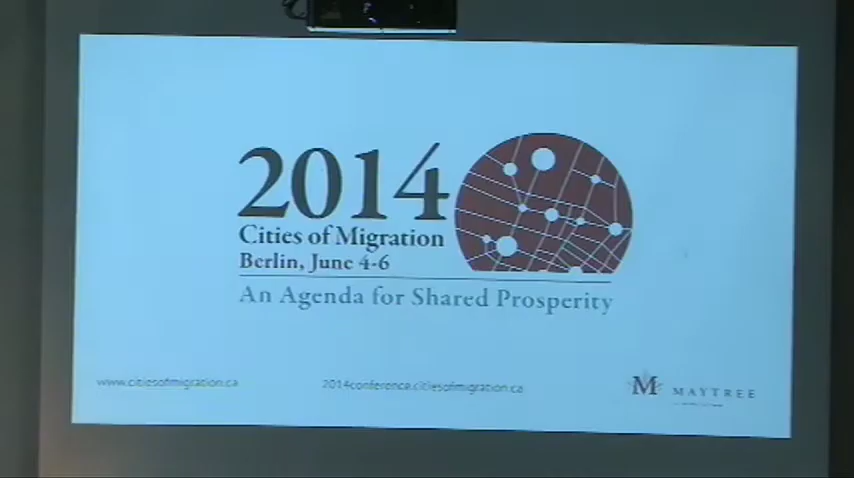 2014
Cities of Migration
Berlin, June 4-6
An Agenda for Shared Prosperity
www.citiesofmigration.ca
2014conference.citiesofmigration.ca
M MAYTREE